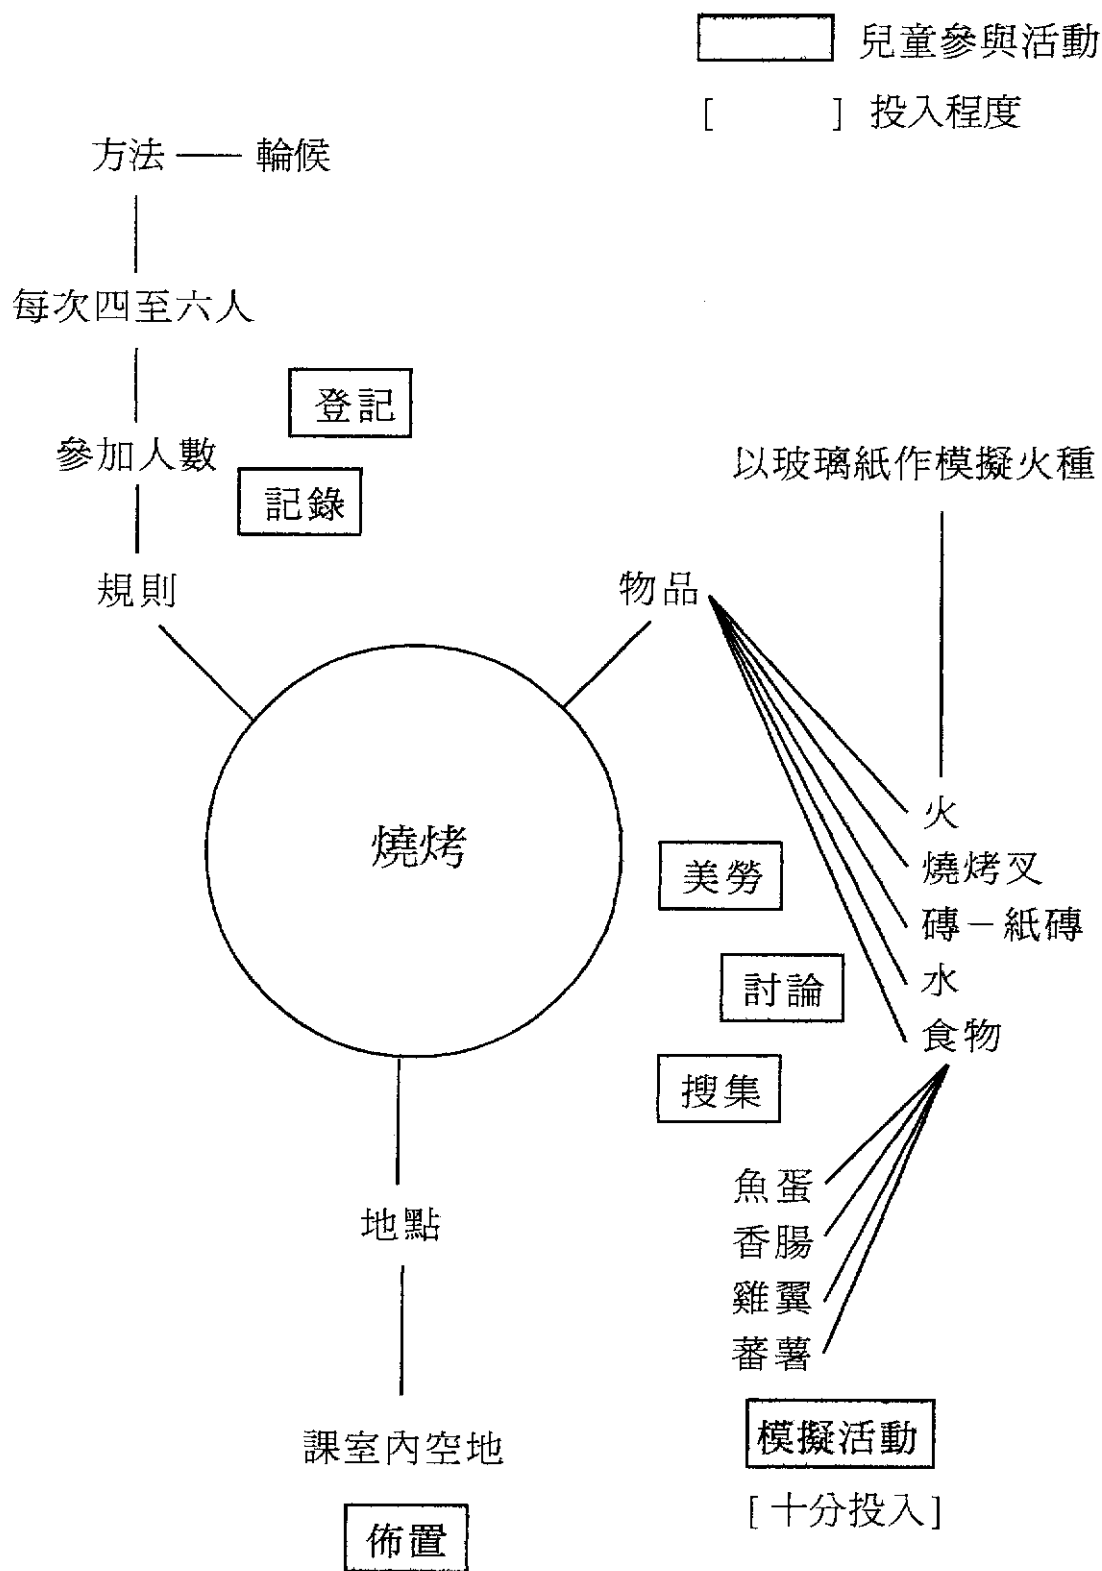 兒童參與活動
[ ] 投入程度
方法 — 輪候
每次四至六人
登記
參加人數
以玻璃紙作模擬火種
記錄
規則
物品
火
燒烤
美勞
燒烤叉
磚－紙磚
討論
水
食物
搜集
魚蛋
地點
香腸
雞翼
蕃薯
模擬活動
課室內空地
[十分投入]
佈置